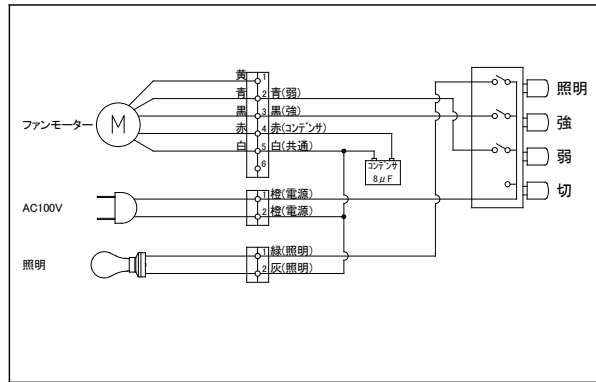 黄 1
青 2 青(弱)
黒 3 黒(強)
赤 4 赤(コンデンサ)
白 5 白(共通)
6
ファンモーター
M
コンデンサ
8μF
照明
強
弱
切
AC100V
1 橙(電源)
2 橙(電源)
照明
1 緑(照明)
2 灰(照明)